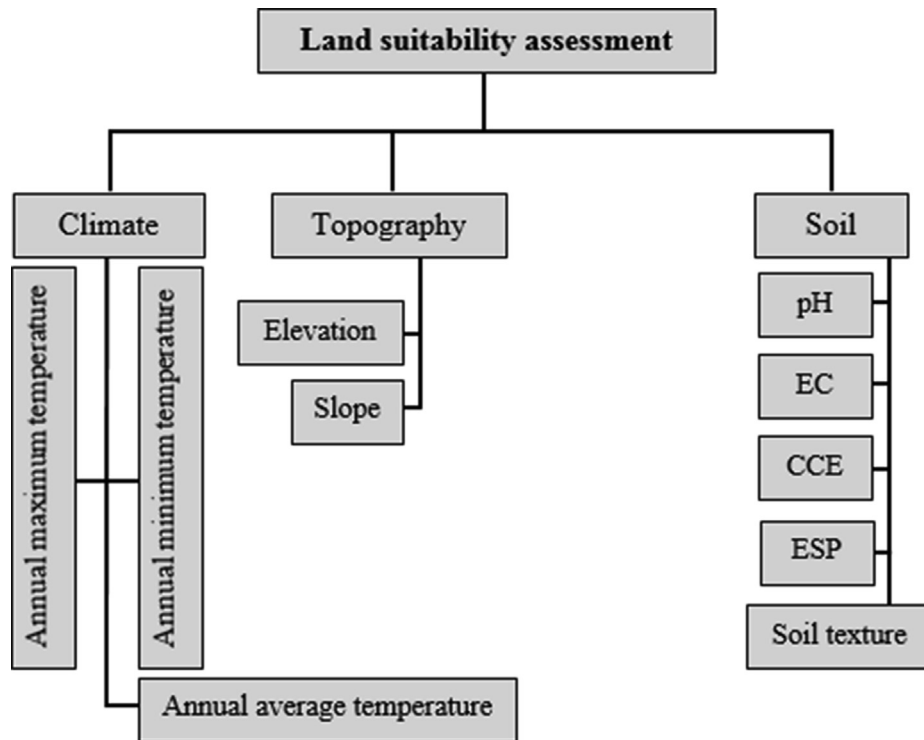 Land suitability assessment
Climate
Topography
Soil
Annual maximum temperature
Annual minimum temperature
Annual average temperature
Elevation
Slope
pH
EC
CCE
ESP
Soil texture